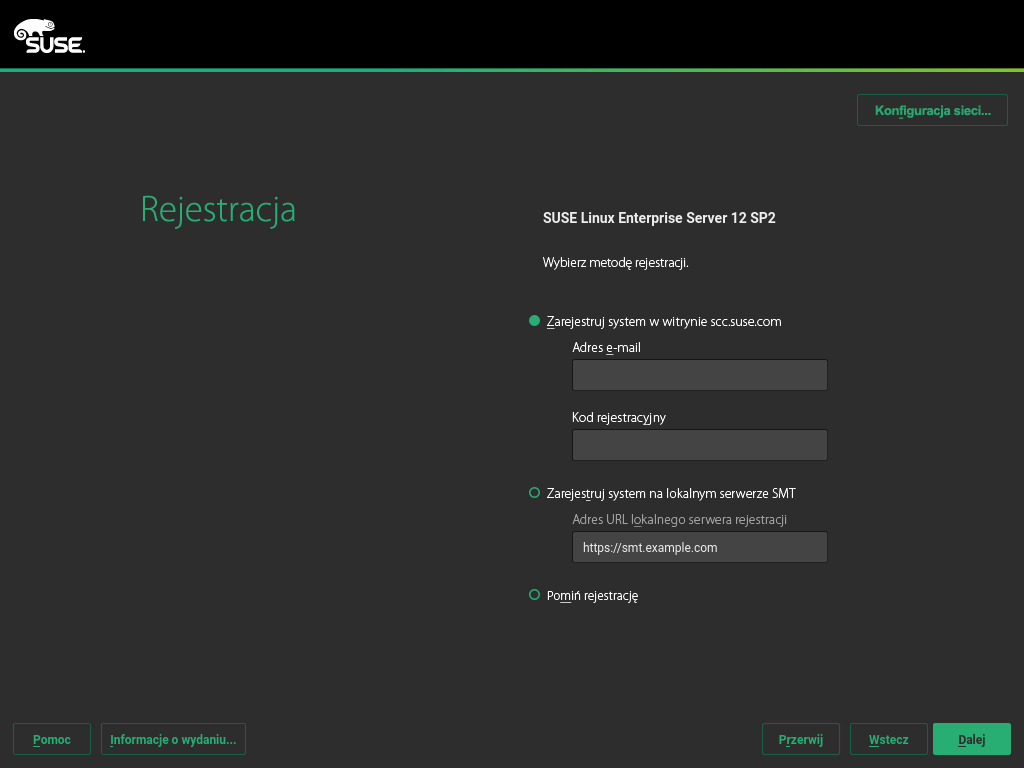 SUSE.
Konfiguracja sieci...
Rejestracja
SUSE Linux Enterprise Server 12 SP2
Wybierz metodę rejestracji.
Zarejestruj system w witrynie scc.suse.com
Adres e-mail
Kod rejestracyjny
Zarejestruj system na lokalnym serwerze SMT
Adres URL lokalnego serwera rejestracji
https://smt.example.com
Pomiń rejestrację
Pomoc
Informacje o wydaniu...
Przerwij
Wstecz
Dalej